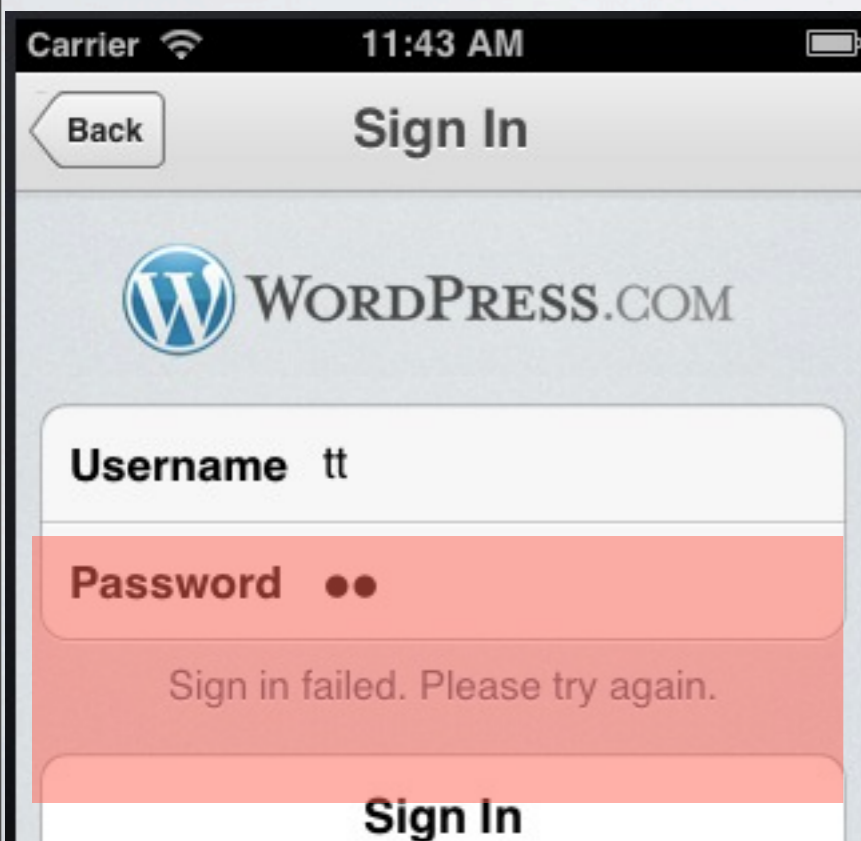 Carrier 11:43 AM
Back Sign In
WORDPRESS.COM
Username tt
Password ●●
Sign in failed. Please try again.
Sign In